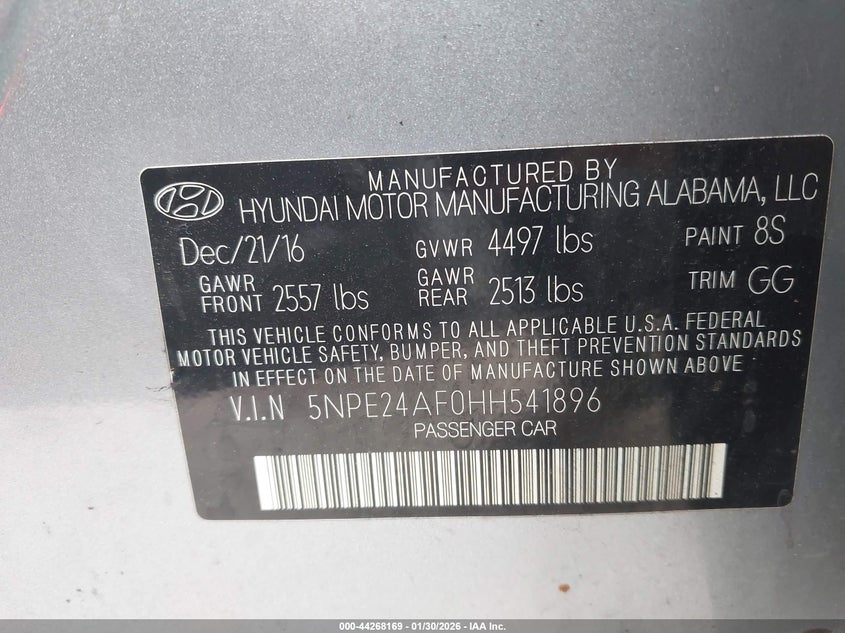 MANUFACTURED BY
HYUNDAI MOTOR MANUFACTURING ALABAMA, LLC
Dec/21/16 GVWR 4497 lbs PAINT 8S
GAWR FRONT 2557 lbs GAWR REAR 2513 lbs TRIM GG
THIS VEHICLE CONFORMS TO ALL APPLICABLE U.S.A. FEDERAL
MOTOR VEHICLE SAFETY, BUMPER, AND THEFT PREVENTION STANDARDS
IN EFFECT ON THE DATE OF MANUFACTURE SHOWN ABOVE
V.I.N 5NPE24AF0HH541896
PASSENGER CAR
000-44268169 - 01/30/2026 - IAA Inc.